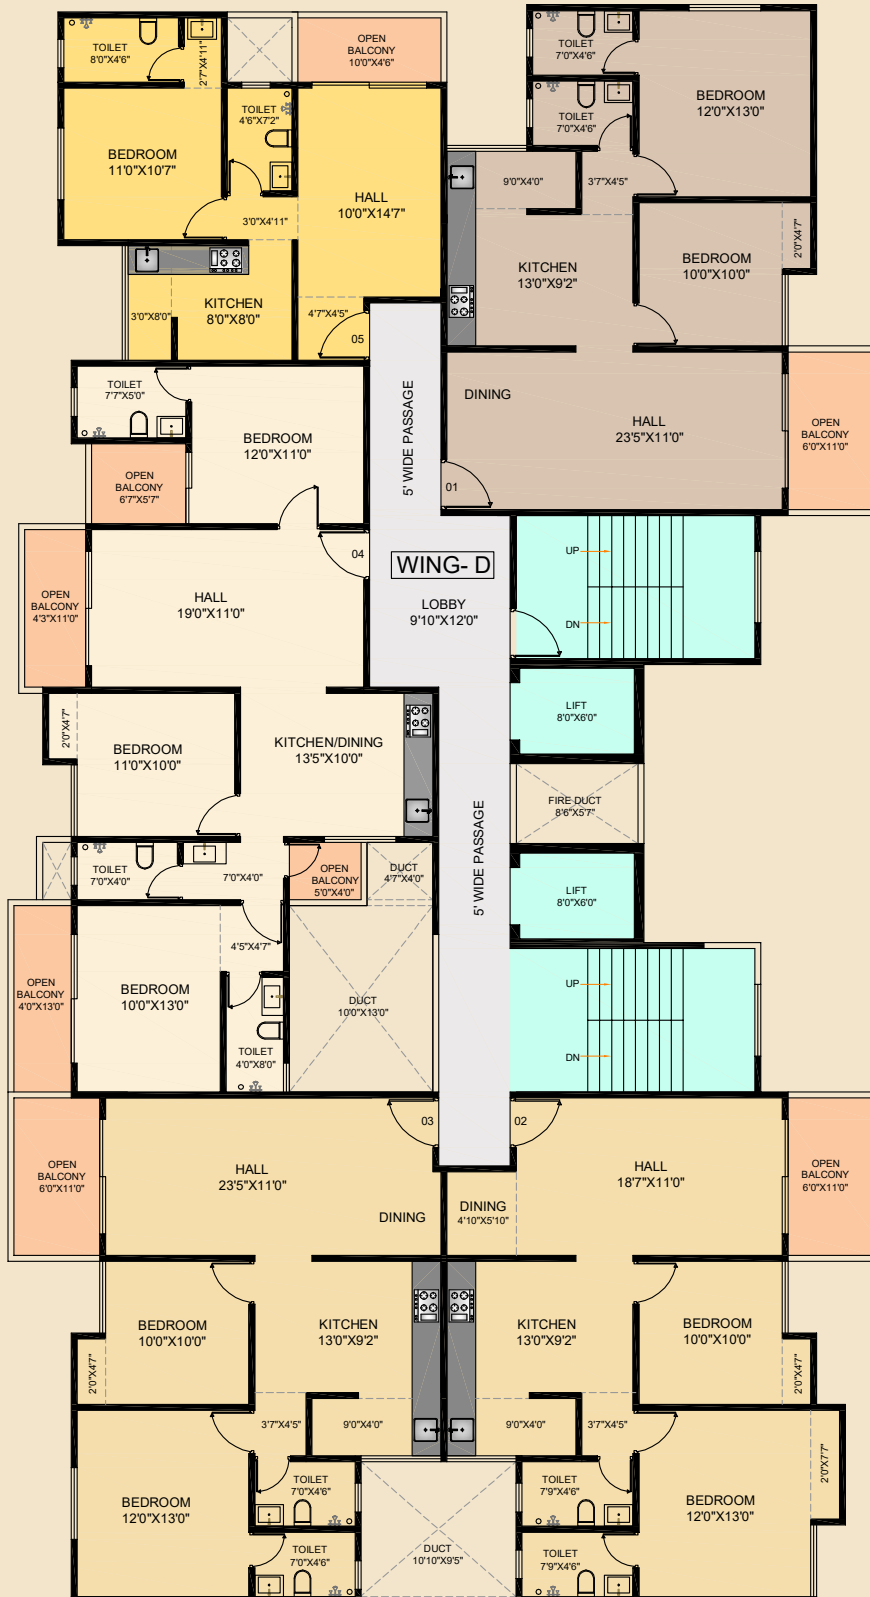 TOILET
8'0"X4'6"
2'7"X4'11"
OPEN
BALCONY
10'0"X4'6"
TOILET
4'6"X7'2"
BEDROOM
11'0"X10'7"
HALL
10'0"X14'7"
3'0"X4'11"
KITCHEN
8'0"X8'0"
3'0"X8'0"
4'7"X4'5"
05
TOILET
7'0"X4'6"
BEDROOM
12'0"X13'0"
TOILET
7'0"X4'6"
9'0"X4'0"
3'7"X4'5"
KITCHEN
13'0"X9'2"
BEDROOM
10'0"X10'0"
2'0"X4'7"
DINING
HALL
23'5"X11'0"
OPEN
BALCONY
6'0"X11'0"
01
5' WIDE PASSAGE
TOILET
7'7"X5'0"
BEDROOM
12'0"X11'0"
OPEN
BALCONY
6'7"X5'7"
04
WING- D
LOBBY
9'10"X12'0"
UP
DN
OPEN
BALCONY
4'3"X11'0"
HALL
19'0"X11'0"
LIFT
8'0"X6'0"
2'0"X4'7"
BEDROOM
11'0"X10'0"
KITCHEN/DINING
13'5"X10'0"
FIRE DUCT
8'6"X5'7"
5' WIDE PASSAGE
TOILET
7'0"X4'0"
7'0"X4'0"
OPEN
BALCONY
5'0"X4'0"
DUCT
4'7"X4'0"
LIFT
8'0"X6'0"
4'5"X4'7"
OPEN
BALCONY
4'0"X13'0"
BEDROOM
10'0"X13'0"
DUCT
10'0"X13'0"
TOILET
4'0"X8'0"
UP
DN
03
02
OPEN
BALCONY
6'0"X11'0"
HALL
23'5"X11'0"
DINING
DINING
4'10"X5'10"
HALL
18'7"X11'0"
OPEN
BALCONY
6'0"X11'0"
BEDROOM
10'0"X10'0"
KITCHEN
13'0"X9'2"
KITCHEN
13'0"X9'2"
BEDROOM
10'0"X10'0"
2'0"X4'7"
2'0"X4'7"
3'7"X4'5"
9'0"X4'0"
9'0"X4'0"
3'7"X4'5"
2'0"X7'7"
BEDROOM
12'0"X13'0"
TOILET
7'0"X4'6"
TOILET
7'9"X4'6"
BEDROOM
12'0"X13'0"
TOILET
7'0"X4'6"
DUCT
10'10"X9'5"
TOILET
7'9"X4'6"